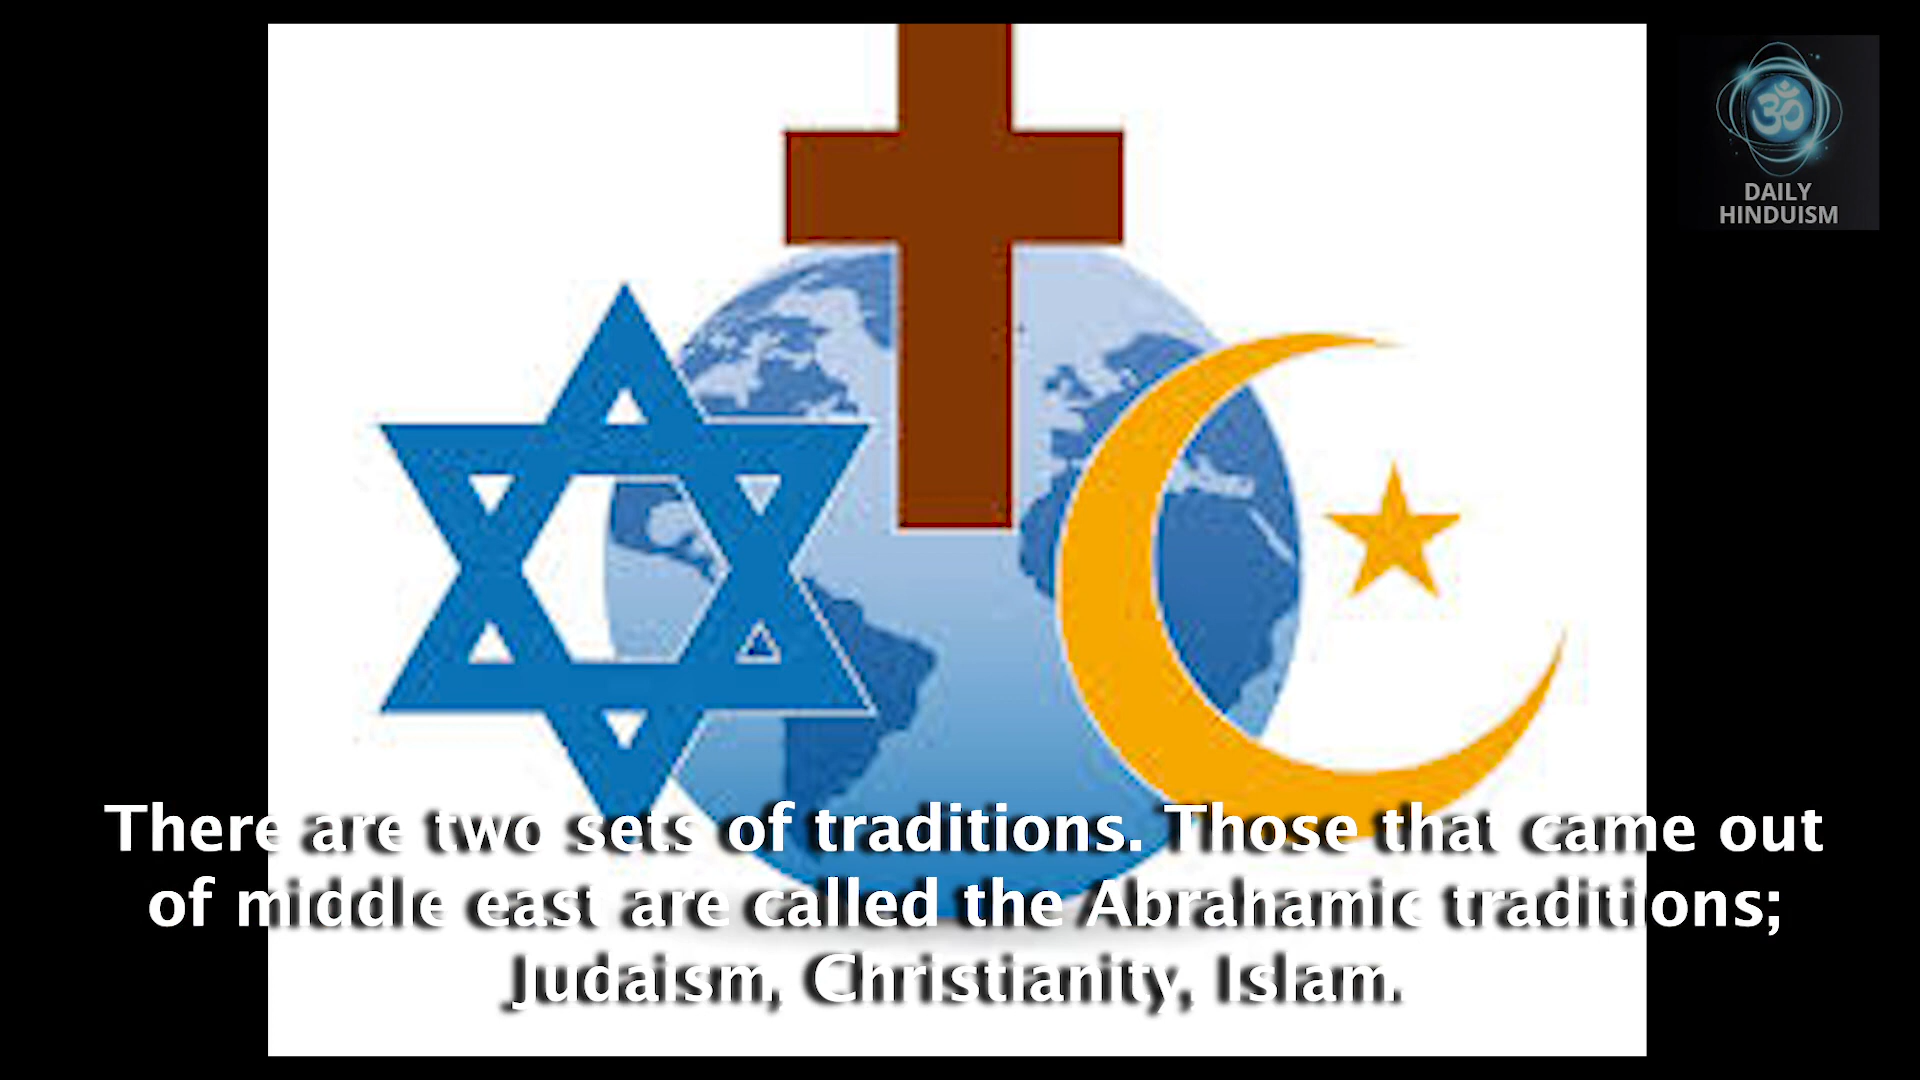 ॐ
DAILY
HINDUISM
There are two sets of traditions. Those that came out
of middle east are called the Abrahamic traditions;
Judaism, Christianity, Islam.